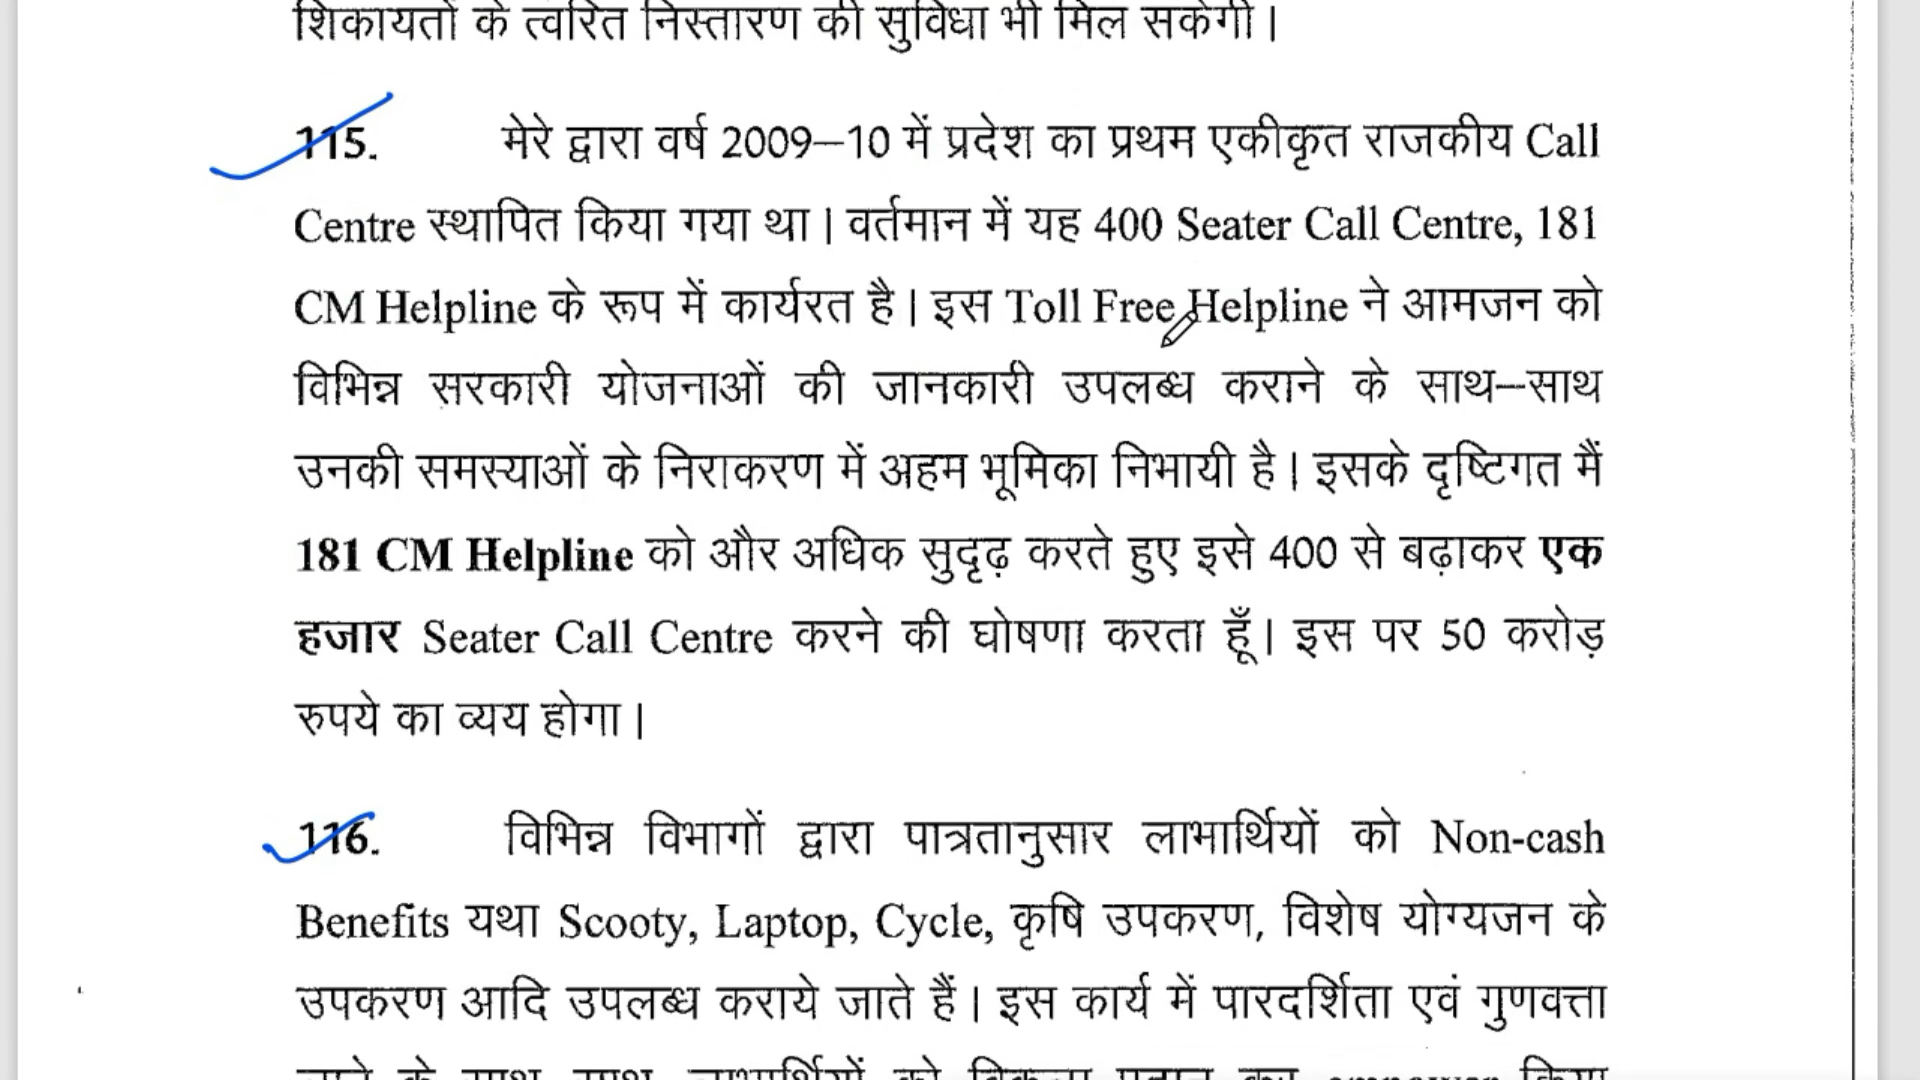 शिकायतों के त्वरित निस्तारण की सुविधा भी मिल सकेगी।
115. मेरे द्वारा वर्ष 2009–10 में प्रदेश का प्रथम एकीकृत राजकीय Call
Centre स्थापित किया गया था। वर्तमान में यह 400 Seater Call Centre, 181
CM Helpline के रूप में कार्यरत है। इस Toll Free Helpline ने आमजन को
विभिन्न सरकारी योजनाओं की जानकारी उपलब्ध कराने के साथ–साथ
उनकी समस्याओं के निराकरण में अहम भूमिका निभायी है। इसके दृष्टिगत मैं
181 CM Helpline को और अधिक सुदृढ़ करते हुए इसे 400 से बढ़ाकर एक
हजार Seater Call Centre करने की घोषणा करता हूँ। इस पर 50 करोड़
रुपये का व्यय होगा।
116. विभिन्न विभागों द्वारा पात्रतानुसार लाभार्थियों को Non-cash
Benefits यथा Scooty, Laptop, Cycle, कृषि उपकरण, विशेष योग्यजन के
उपकरण आदि उपलब्ध कराये जाते हैं। इस कार्य में पारदर्शिता एवं गुणवत्ता
के साथ लाभार्थियों को